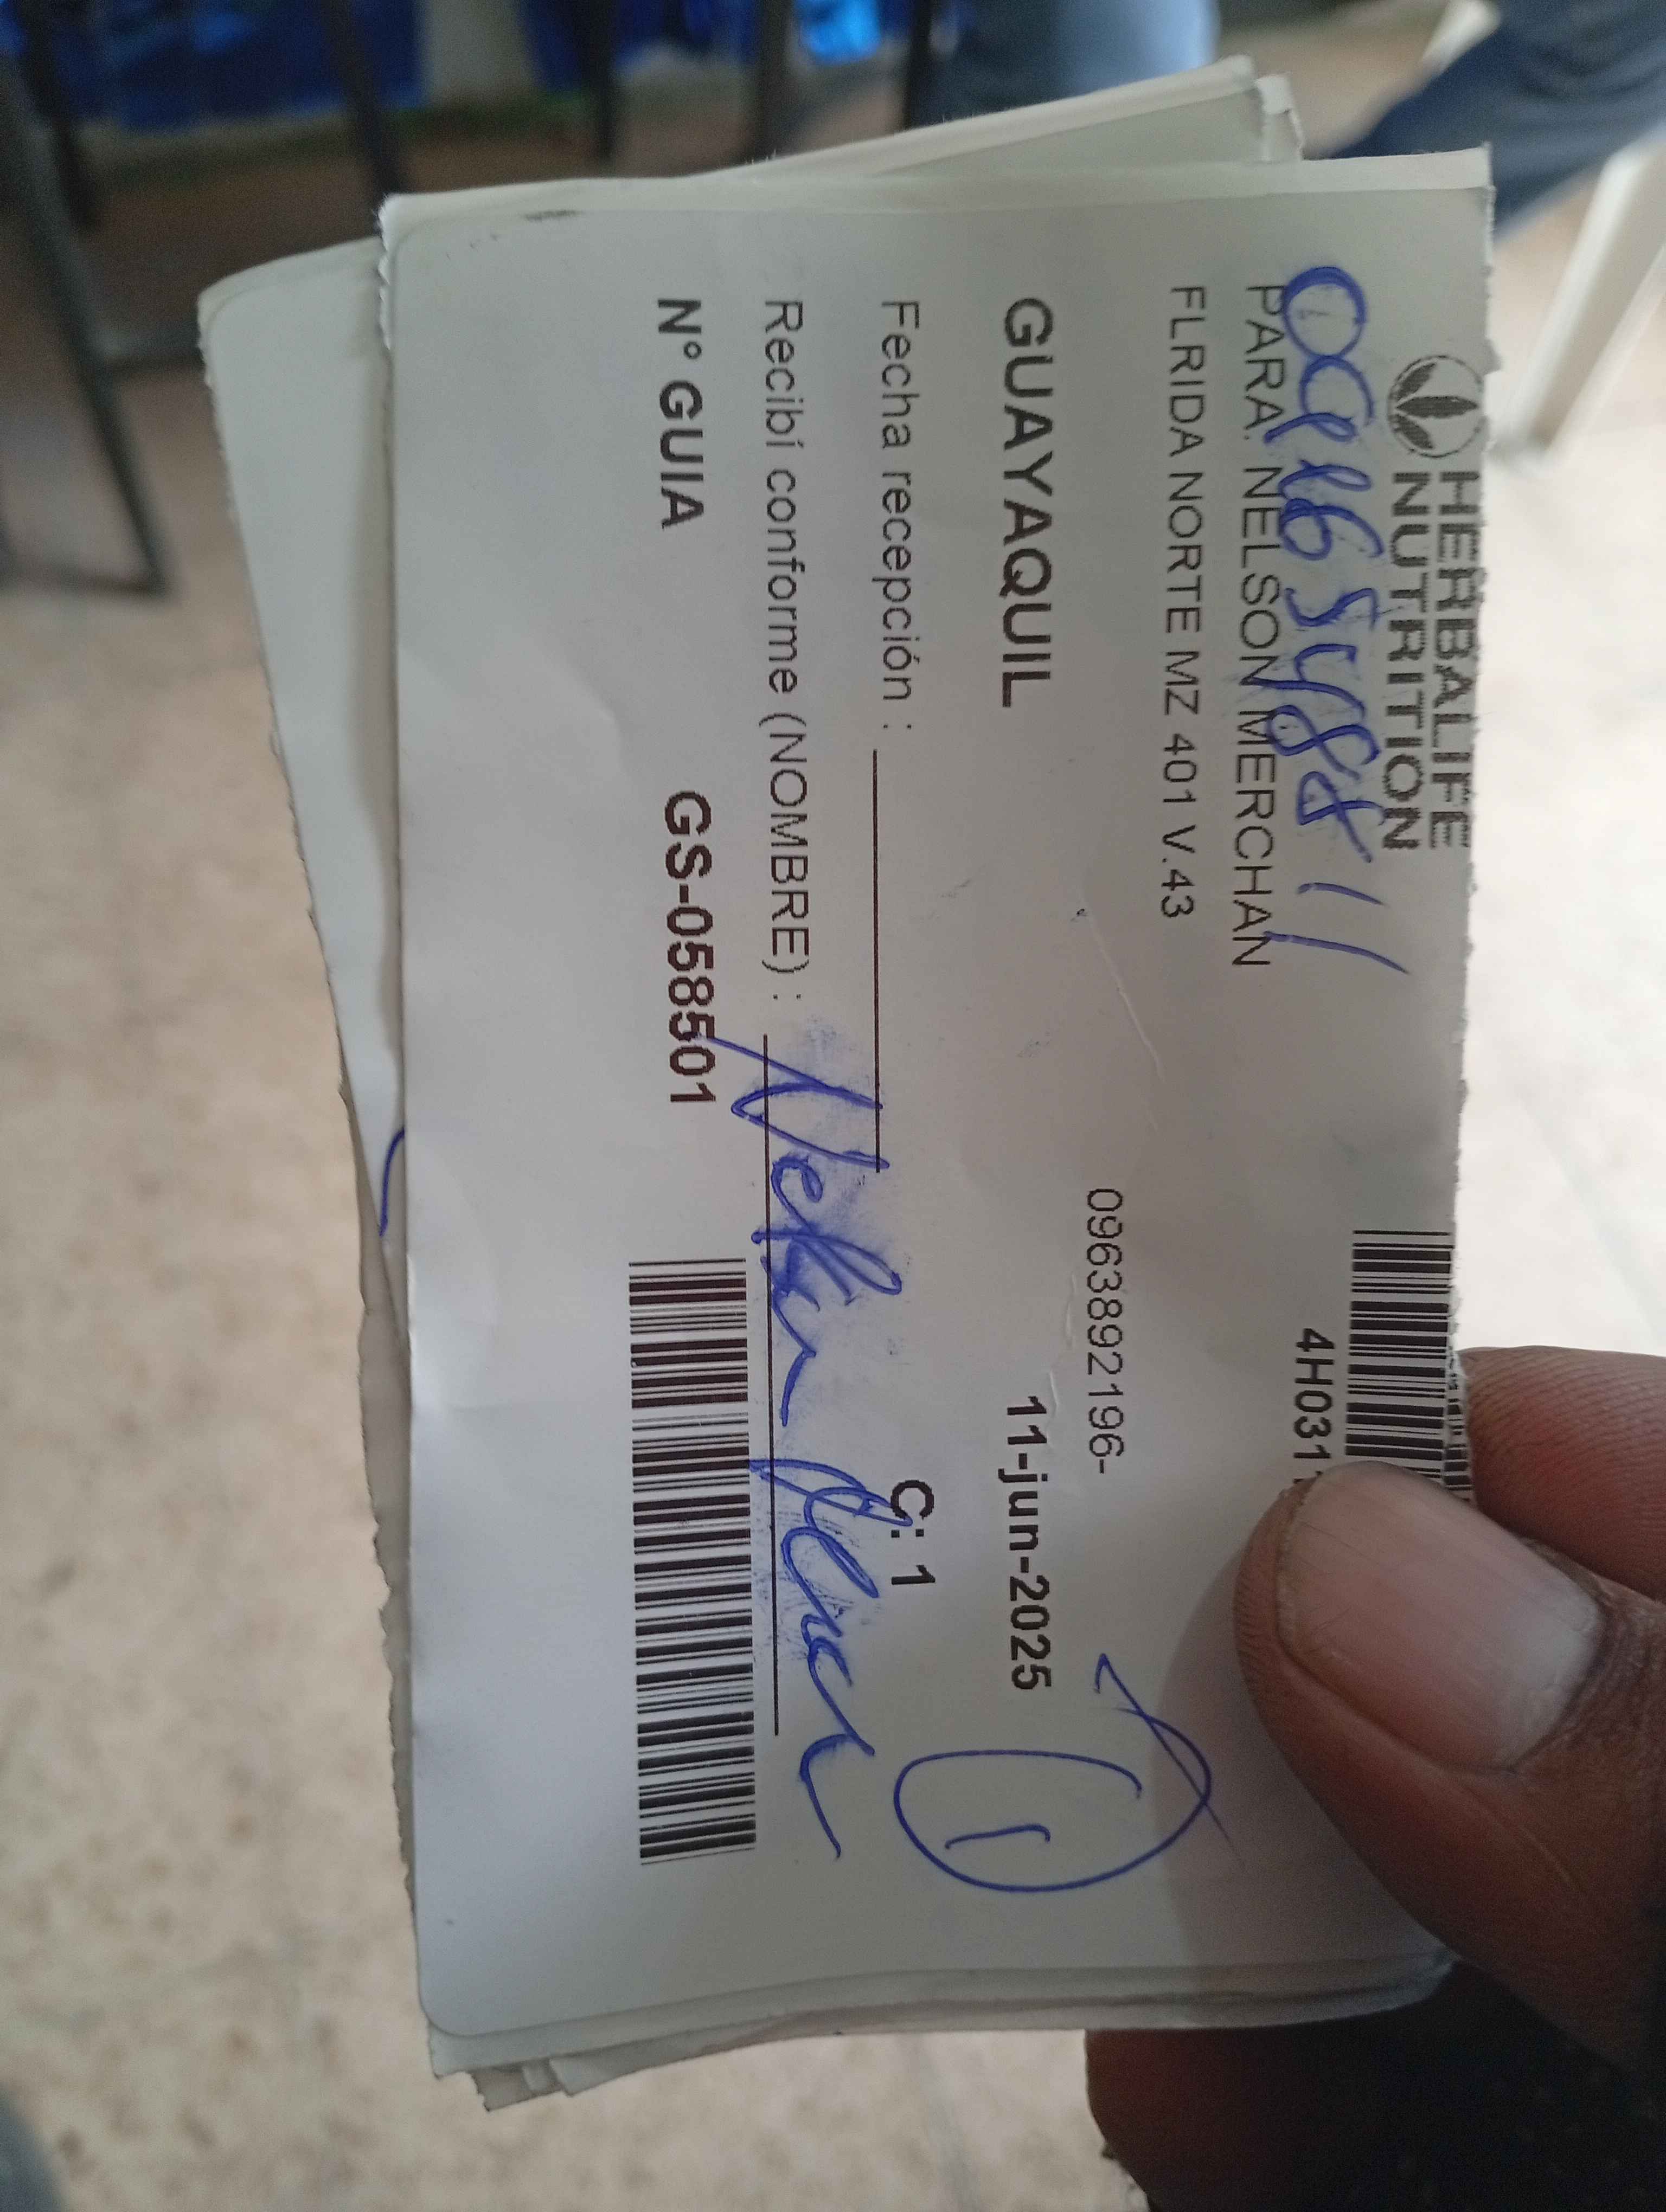 HERBALIFE
NUTRITION
PARA: NELSON MERCHAN
FLRIDA NORTE MZ 401 V.43
0963892196-
GUAYAQUIL 11-jun-2025
Fecha recepción :
C: 1
Recibí conforme (NOMBRE) :
N° GUIA GS-058501
1